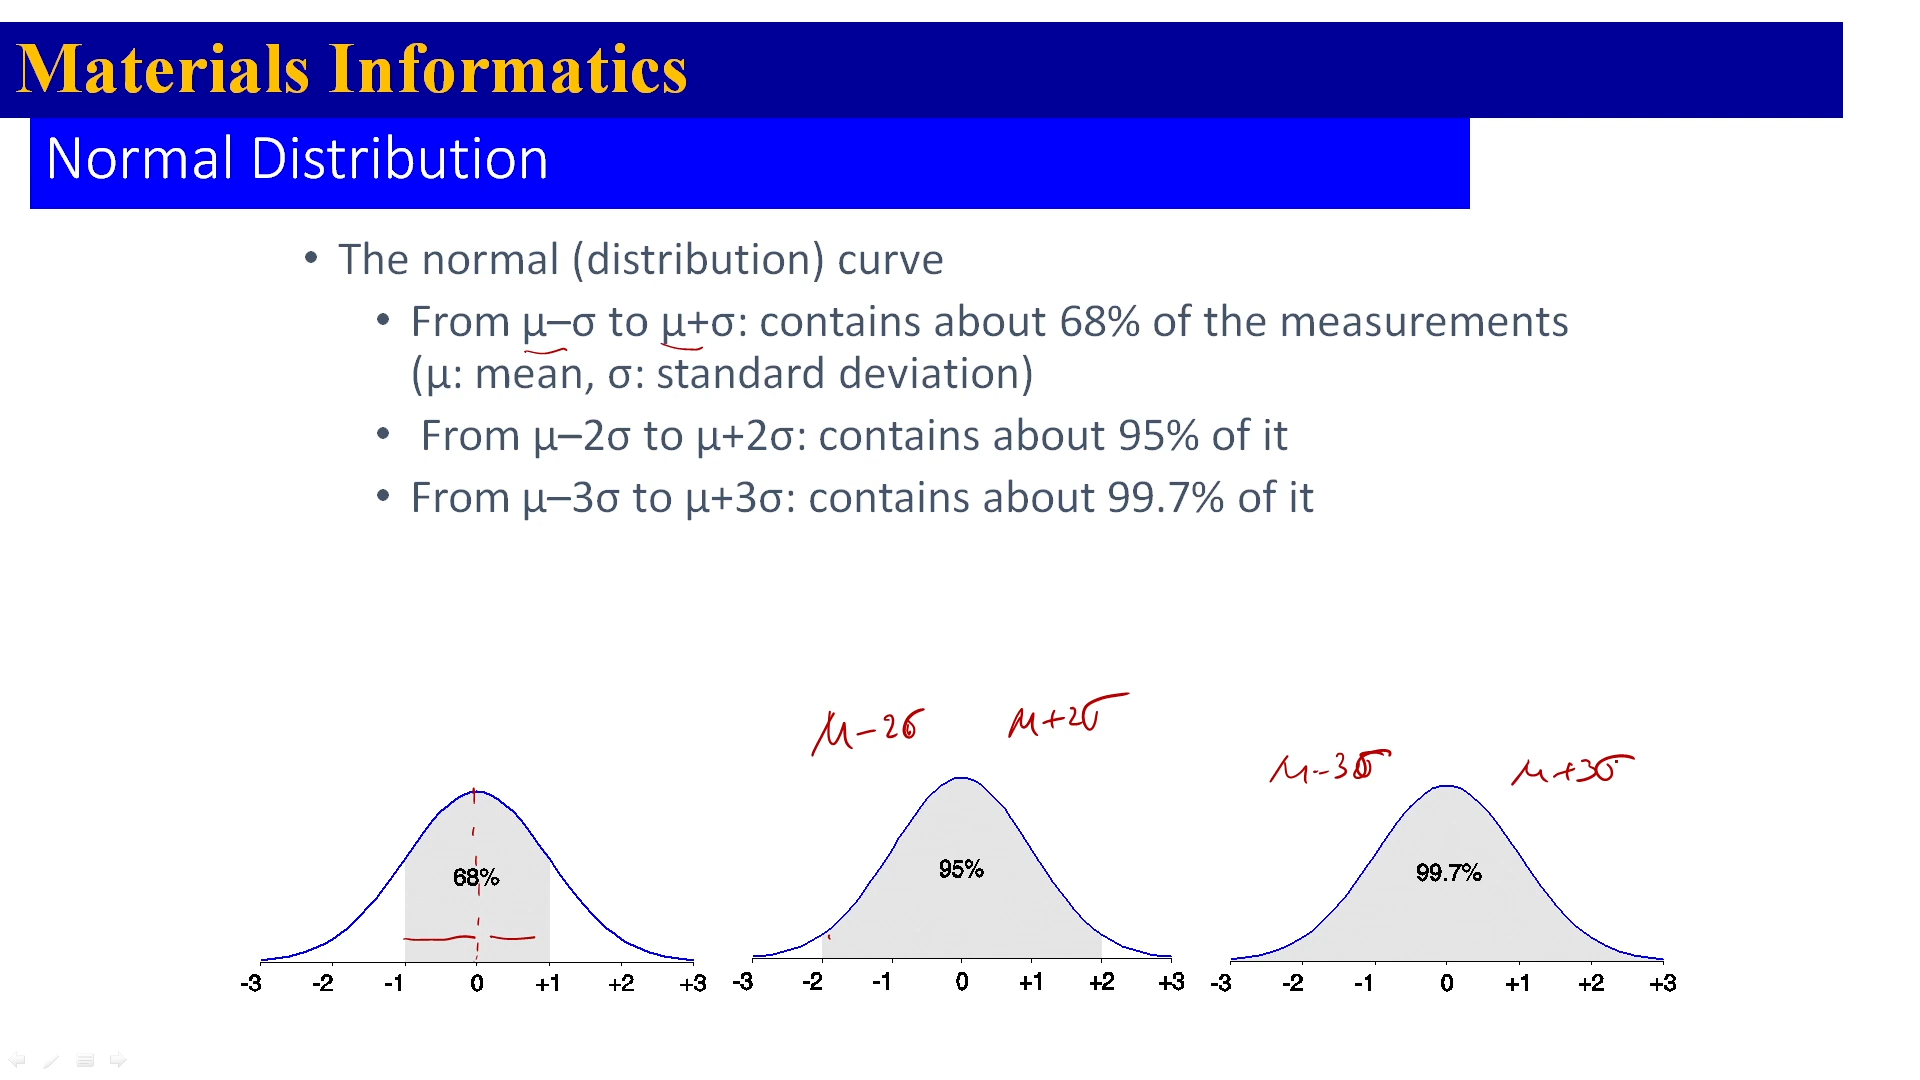 Materials Informatics
Normal Distribution
• The normal (distribution) curve
• From μ–σ to μ+σ: contains about 68% of the measurements
(μ: mean, σ: standard deviation)
• From μ–2σ to μ+2σ: contains about 95% of it
• From μ–3σ to μ+3σ: contains about 99.7% of it
μ-2σ μ+2σ
μ-3σ μ+3σ
68% 95% 99.7%
-3 -2 -1 0 +1 +2 +3 -3 -2 -1 0 +1 +2 +3 -3 -2 -1 0 +1 +2 +3